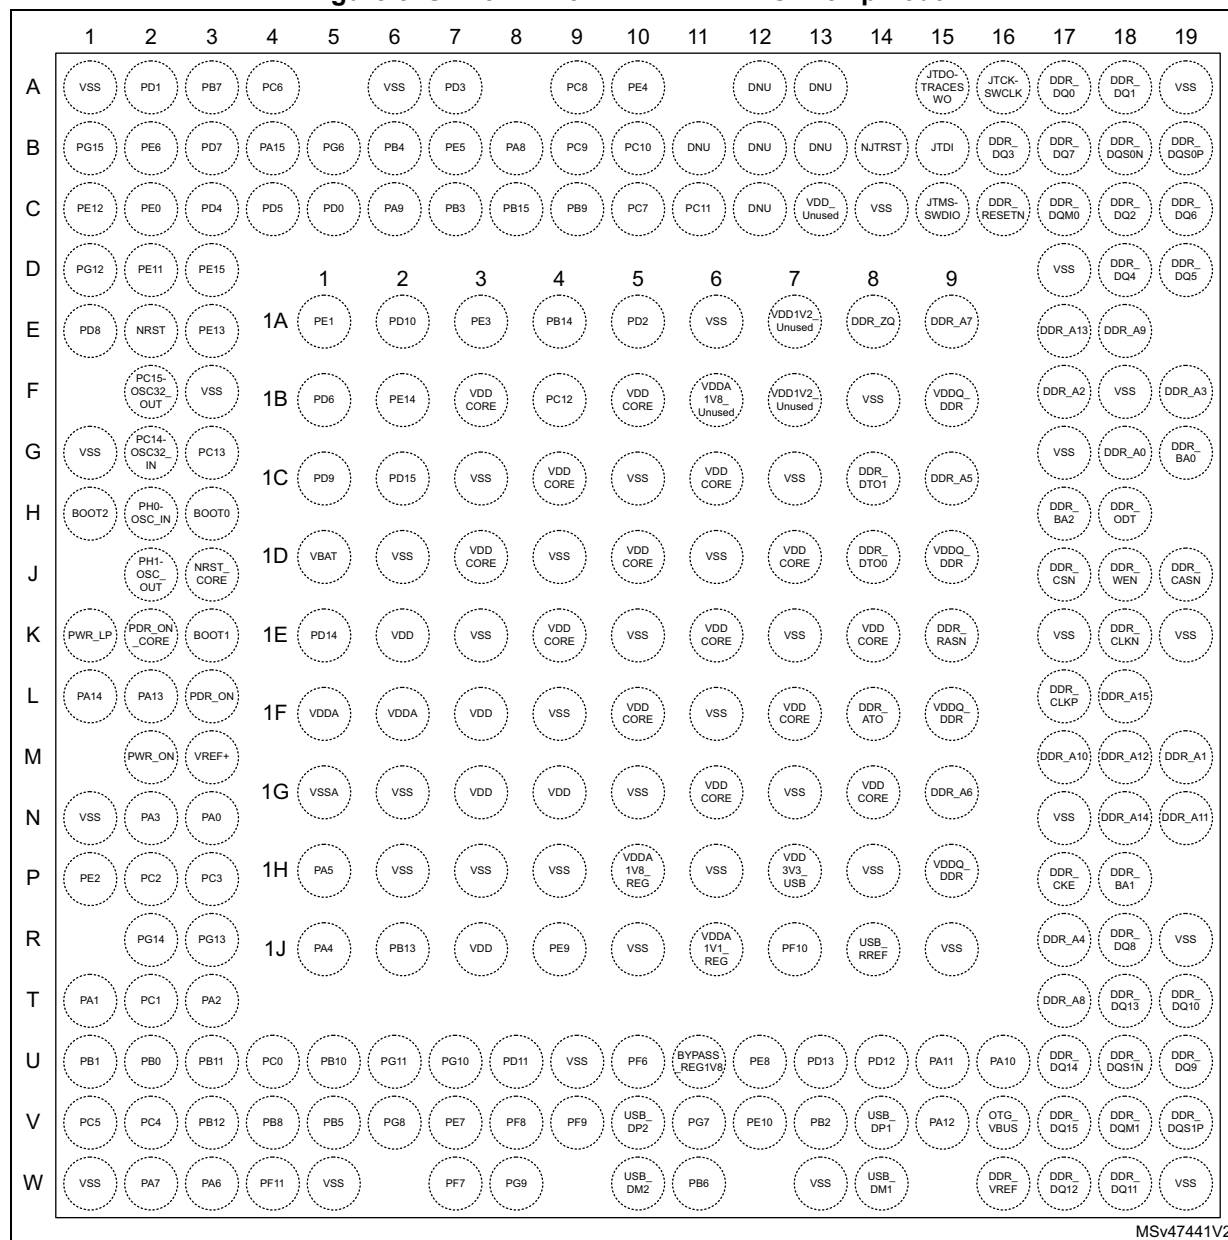 1 2 3 4 5 6 7 8 9 10 11 12 13 14 15 16 17 18 19
A VSS PD1 PB7 PC6 VSS PD3 PC8 PE4 DNU DNU JTDO-TRACESWO JTCK-SWCLK DDR_DQ0 DDR_DQ1 VSS
B PG15 PE6 PD7 PA15 PG6 PB4 PE5 PA8 PC9 PC10 DNU DNU DNU NJTRST JTDI DDR_DQ3 DDR_DQ7 DDR_DQS0N DDR_DQS0P
C PE12 PE0 PD4 PD5 PD0 PA9 PB3 PB15 PB9 PC7 PC11 DNU VDD_Unused VSS JTMS-SWDIO DDR_RESETN DDR_DQM0 DDR_DQ2 DDR_DQ6
D PG12 PE11 PE15 VSS DDR_DQ4 DDR_DQ5
1 2 3 4 5 6 7 8 9
E PD8 NRST PE13 DDR_A13 DDR_A9
1A PE1 PD10 PE3 PB14 PD2 VSS VDD1V2_Unused DDR_ZQ DDR_A7
F PC15-OSC32_OUT VSS DDR_A2 VSS DDR_A3
1B PD6 PE14 VDD CORE PC12 VDD CORE VDDA 1V8_Unused VDD1V2_Unused VSS VDDQ_DDR
G VSS PC14-OSC32_IN PC13 VSS DDR_A0 DDR_BA0
1C PD9 PD15 VSS VDD CORE VSS VDD CORE VSS DDR_DTO1 DDR_A5
H BOOT2 PH0-OSC_IN BOOT0 DDR_BA2 DDR_ODT
1D VBAT VSS VDD CORE VSS VDD CORE VSS VDD CORE DDR_DTO0 VDDQ_DDR
J PH1-OSC_OUT NRST_CORE DDR_CSN DDR_WEN DDR_CASN
K PWR_LP PDR_ON_CORE BOOT1 1E PD14 VDD VSS VDD CORE VSS VDD CORE VSS VDD CORE DDR_RASN VSS DDR_CLKN VSS
L PA14 PA13 PDR_ON DDR_CLKP DDR_A15
1F VDDA VDDA VDD VSS VDD CORE VSS VDD CORE DDR_ATO VDDQ_DDR
M PWR_ON VREF+ DDR_A10 DDR_A12 DDR_A1
1G VSSA VSS VDD VDD VSS VDD CORE VSS VDD CORE DDR_A6
N VSS PA3 PA0 VSS DDR_A14 DDR_A11
P PE2 PC2 PC3 DDR_CKE DDR_BA1
1H PA5 VSS VSS VSS VDDA 1V8_REG VSS VDD 3V3_USB VSS VDDQ_DDR
R PG14 PG13 DDR_A4 DDR_DQ8 VSS
1J PA4 PB13 VDD PE9 VSS VDDA 1V1_REG PF10 USB_RREF VSS
T PA1 PC1 PA2 DDR_A8 DDR_DQ13 DDR_DQ10
U PB1 PB0 PB11 PC0 PB10 PG11 PG10 PD11 VSS PF6 BYPASS_REG1V8 PE8 PD13 PD12 PA11 PA10 DDR_DQ14 DDR_DQS1N DDR_DQ9
V PC5 PC4 PB12 PB8 PB5 PG8 PE7 PF8 PF9 USB_DP2 PG7 PE10 PB2 USB_DP1 PA12 OTG_VBUS DDR_DQ15 DDR_DQM1 DDR_DQS1P
W VSS PA7 PA6 PF11 VSS PF7 PG9 USB_DM2 PB6 VSS USB_DM1 DDR_VREF DDR_DQ12 DDR_DQ11 VSS
MSv47441V2